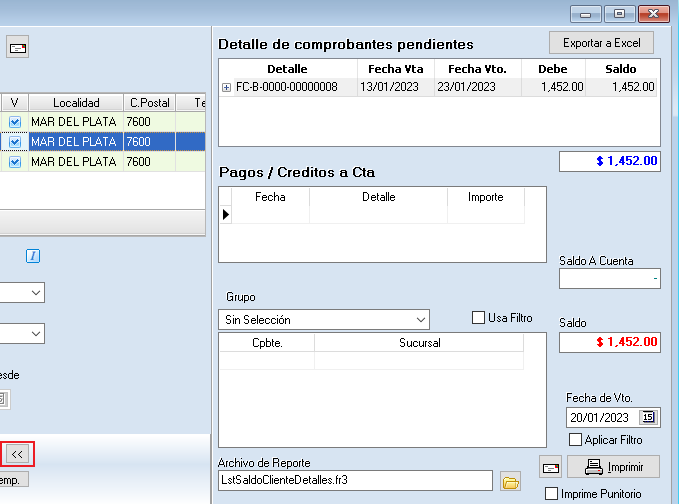 V Localidad C.Postal Te
MAR DEL PLATA 7600
MAR DEL PLATA 7600
MAR DEL PLATA 7600
I
esde
<<
emp.
Detalle de comprobantes pendientes
Exportar a Excel
Detalle Fecha Vta Fecha Vto. Debe Saldo
FC-B-0000-00000008 13/01/2023 23/01/2023 1,452.00 1,452.00
$ 1,452.00
Pagos / Creditos a Cta
Fecha Detalle Importe
Saldo A Cuenta
-
Grupo
Sin Selección
Usa Filtro
Saldo
$ 1,452.00
Cpbte. Sucursal
Fecha de Vto.
20/01/2023 15
Aplicar Filtro
Archivo de Reporte
LstSaldoClienteDetalles.fr3
Imprimir
Imprime Punitorio